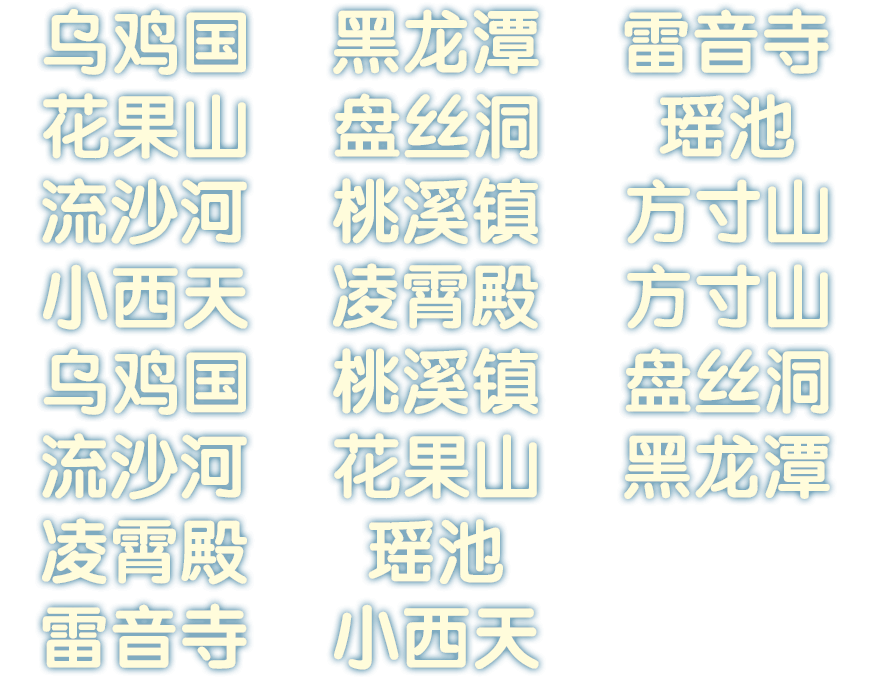 乌鸡国 黑龙潭 雷音寺
花果山 盘丝洞 瑶池
流沙河 桃溪镇 方寸山
小西天 凌霄殿 方寸山
乌鸡国 桃溪镇 盘丝洞
流沙河 花果山 黑龙潭
凌霄殿 瑶池
雷音寺 小西天